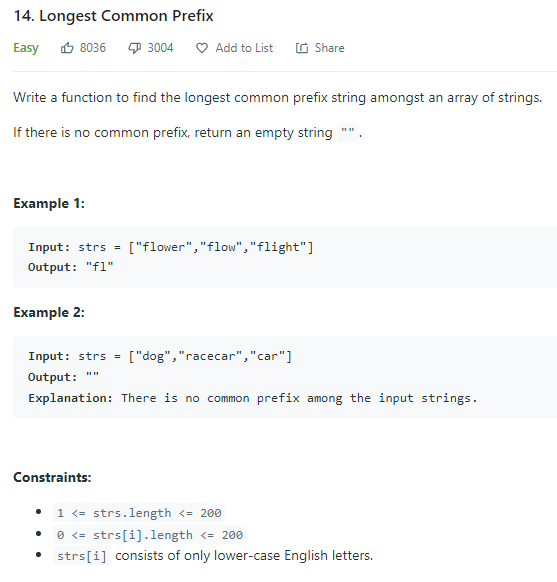 14. Longest Common Prefix
Easy 8036 3004 Add to List Share
Write a function to find the longest common prefix string amongst an array of strings.
If there is no common prefix, return an empty string "".
Example 1:
Input: strs = ["flower","flow","flight"]
Output: "fl"
Example 2:
Input: strs = ["dog","racecar","car"]
Output: ""
Explanation: There is no common prefix among the input strings.
Constraints:
• 1 <= strs.length <= 200
• 0 <= strs[i].length <= 200
• strs[i] consists of only lower-case English letters.